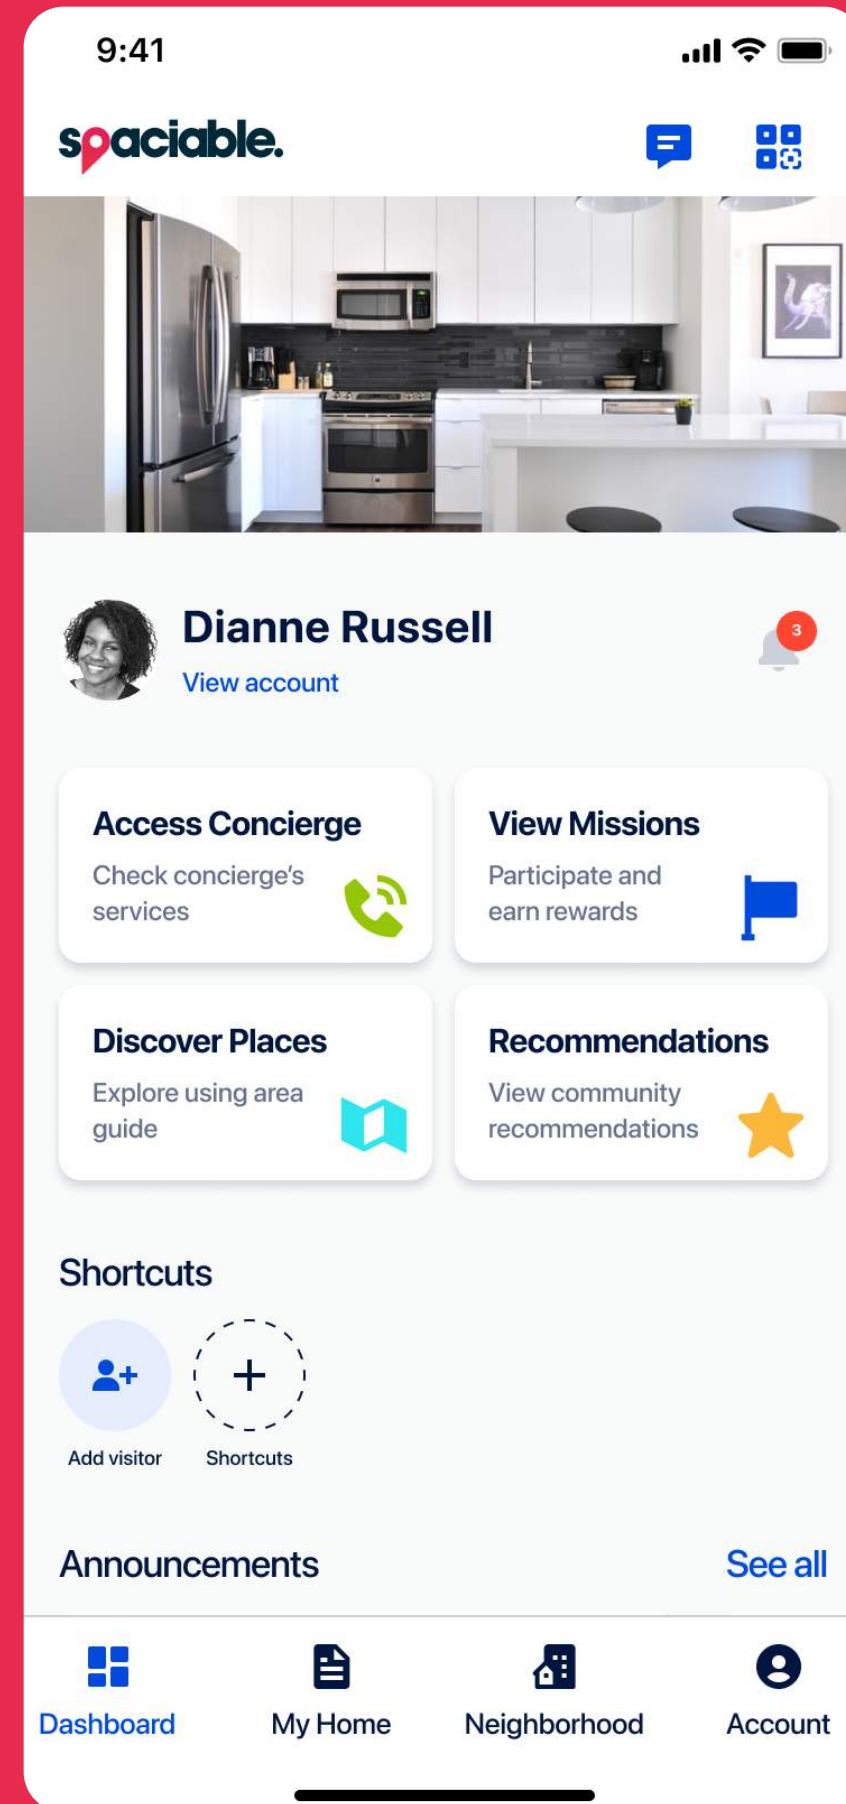 9:41
spaciable.
Dianne Russell
3
View account
Access Concierge
Check concierge's
services
View Missions
Participate and
earn rewards
Discover Places
Explore using area
guide
Recommendations
View community
recommendations
Shortcuts
Add visitor
Shortcuts
Announcements
See all
Dashboard
My Home
Neighborhood
Account